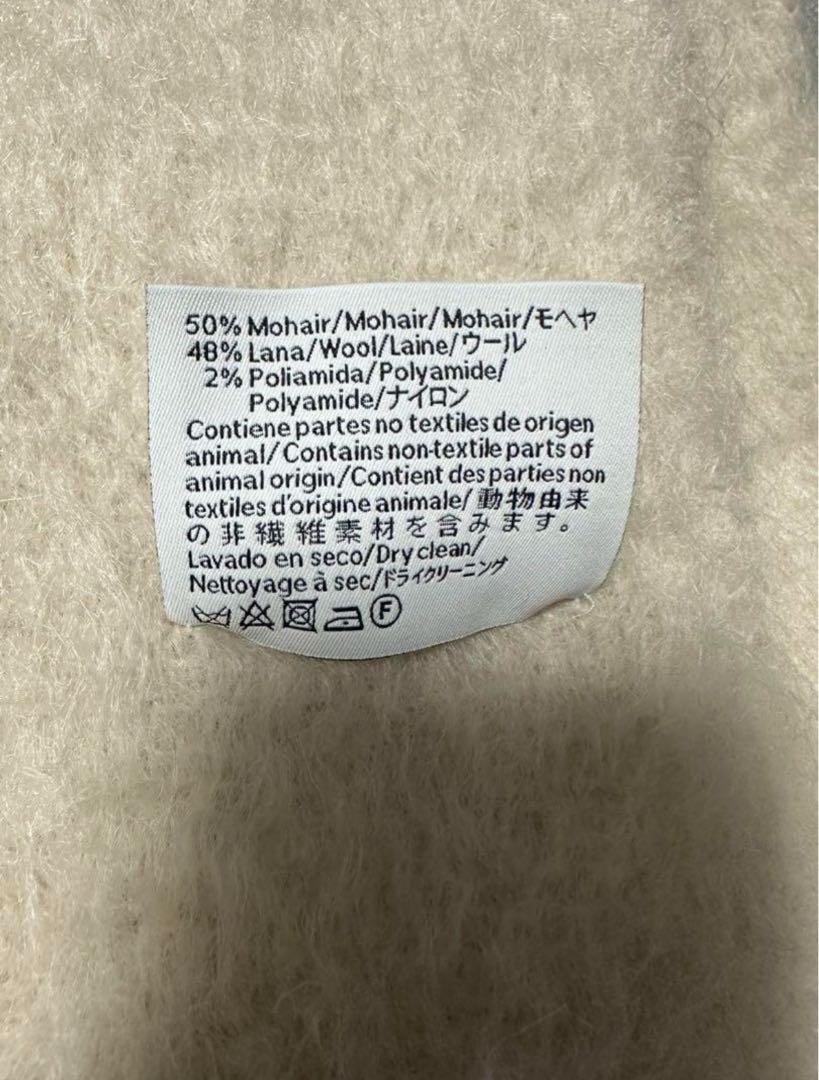 50% Mohair/Mohair/Mohair/モヘヤ
48% Lana/Wool/Laine/ウール
2% Poliamida/Polyamide/
Polyamide/ナイロン
Contiene partes no textiles de origen
animal/Contains non-textile parts of
animal origin/Contient des parties non
textiles d'origine animale/動物由来
の非繊維素材を含みます。
Lavado en seco/Dry clean/
Nettoyage à sec/ドライクリーニング
F